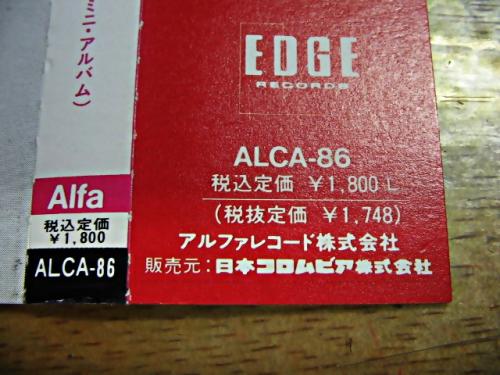 ミニ・アルバム)
Alfa
税込定価
¥1,800
ALCA-86
EDGE
RECORDS
ALCA-86
税込定価 ¥1,800 L
(税抜定価 ¥1,748)
アルファレコード株式会社
販売元:日本コロムビア株式会社